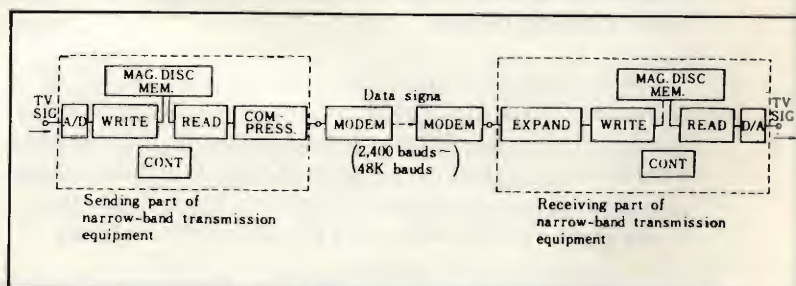 MAG. DISC
MEM.
TV
SIG
A/D
WRITE
READ
COM-
PRESS.
CONT
Sending part of
narrow-band transmission
equipment
Data signa
MODEM
MODEM
(2,400 bauds~
48K bauds)
MAG. DISC
MEM.
EXPAND
WRITE
READ
D/A
TV
SIG
CONT
Receiving part of
narrow-band transmission
equipment